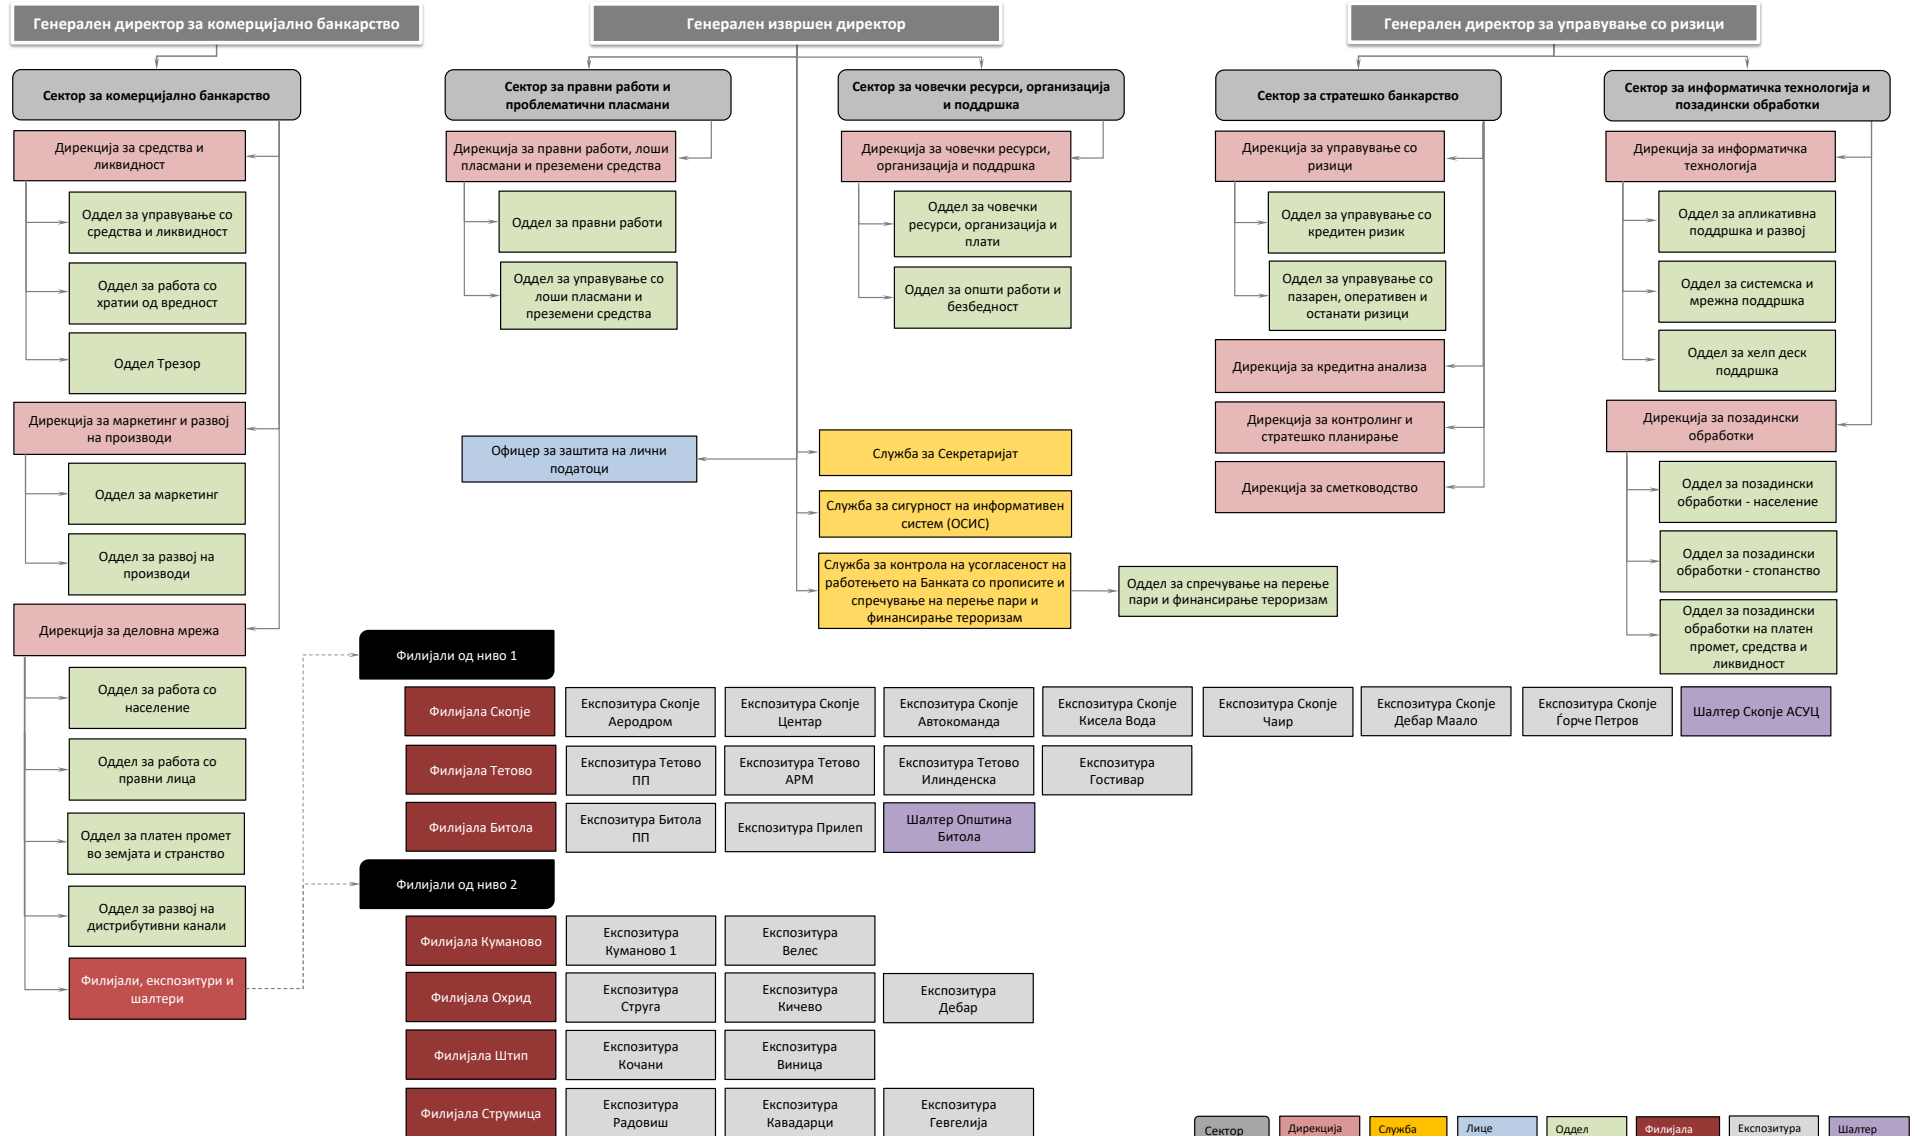 Генерален директор за комерцијално банкарство
Генерален извршен директор
Генерален директор за управување со ризици
Сектор за комерцијално банкарство
Сектор за правни работи и
проблематични пласмани
Сектор за човечки ресурси, организација
и поддршка
Сектор за стратешко банкарство
Сектор за информатичка технологија и
позадински обработки
Дирекција за средства и
ликвидност
Оддел за управување со
средства и ликвидност
Оддел за работа со
хратии од вредност
Оддел Трезор
Дирекција за маркетинг и развој
на производи
Оддел за маркетинг
Оддел за развој на
производи
Дирекција за деловна мрежа
Оддел за работа со
население
Оддел за работа со
правни лица
Оддел за платен промет
во земјата и странство
Оддел за развој на
дистрибутивни канали
Филијали, експозитури и
шалтери
Дирекција за правни работи, лоши
пласмани и преземени средства
Оддел за правни работи
Оддел за управување со
лоши пласмани и
преземени средства
Дирекција за човечки ресурси,
организација и поддршка
Оддел за човечки
ресурси, организација и
плати
Оддел за општи работи и
безбедност
Офицер за заштита на лични
податоци
Служба за Секретаријат
Служба за сигурност на информативен
систем (ОСИС)
Служба за контрола на усогласеност на
работењето на Банката со прописите и
спречување на перење пари и
финансирање тероризам
Оддел за спречување на перење
пари и финансирање тероризам
Дирекција за управување со
ризици
Оддел за управување со
кредитен ризик
Оддел за управување со
пазарен, оперативен и
останати ризици
Дирекција за кредитна анализа
Дирекција за контролинг и
стратешко планирање
Дирекција за сметководство
Дирекција за информатичка
технологија
Оддел за апликативна
поддршка и развој
Оддел за системска и
мрежна поддршка
Оддел за хелп деск
поддршка
Дирекција за позадински
обработки
Оддел за позадински
обработки - население
Оддел за позадински
обработки - стопанство
Оддел за позадински
обработки на платен
промет, средства и
ликвидност
Филијали од ниво 1
Филијала Скопје
Експозитура Скопје
Аеродром
Експозитура Скопје
Центар
Експозитура Скопје
Автокоманда
Експозитура Скопје
Кисела Вода
Експозитура Скопје
Чаир
Експозитура Скопје
Дебар Маало
Експозитура Скопје
Ѓорче Петров
Шалтер Скопје АСУЦ
Филијала Тетово
Експозитура Тетово
ПП
Експозитура Тетово
АРМ
Експозитура Тетово
Илинденска
Експозитура
Гостивар
Филијала Битола
Експозитура Битола
ПП
Експозитура Прилеп
Шалтер Општина
Битола
Филијали од ниво 2
Филијала Куманово
Експозитура
Куманово 1
Експозитура
Велес
Филијала Охрид
Експозитура
Струга
Експозитура
Кичево
Експозитура
Дебар
Филијала Штип
Експозитура
Кочани
Експозитура
Виница
Филијала Струмица
Експозитура
Радовиш
Експозитура
Кавадарци
Експозитура
Гевгелија
Сектор
Дирекција
Служба
Лице
Оддел
Филијала
Експозитура
Шалтер